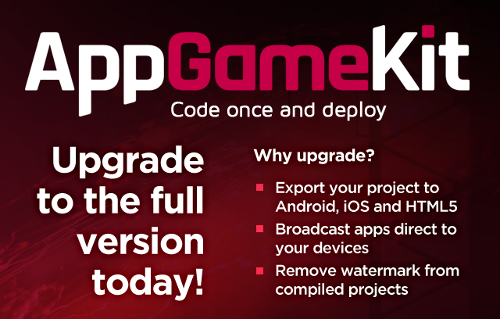 AppGameKit
Code once and deploy
Upgrade
to the full
version
today!
Why upgrade?
Export your project to
Android, iOS and HTML5
Broadcast apps direct to
your devices
Remove watermark from
compiled projects